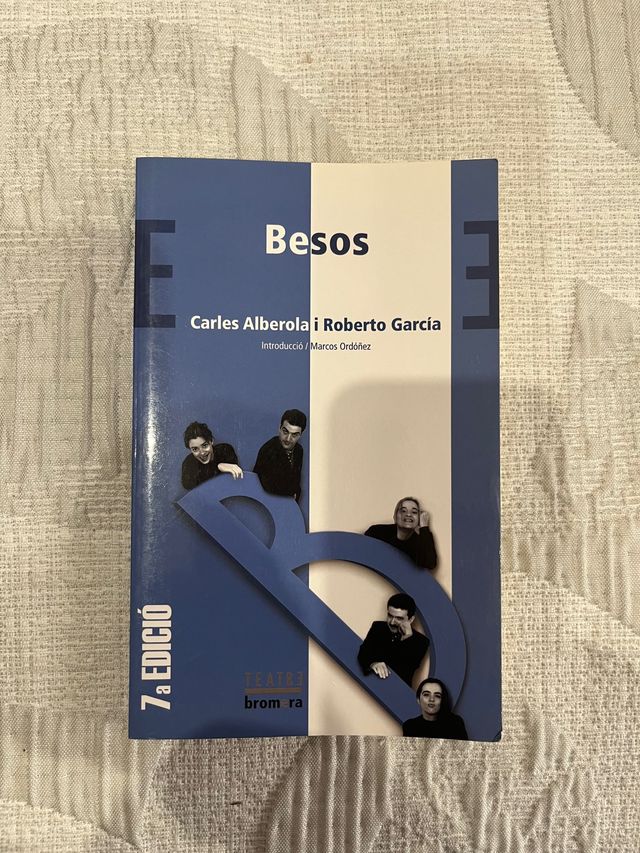 Besos
Carles Alberola i Roberto García
Introducció / Marcos Ordóñez
7a EDICIÓ
TEATRE
bromera